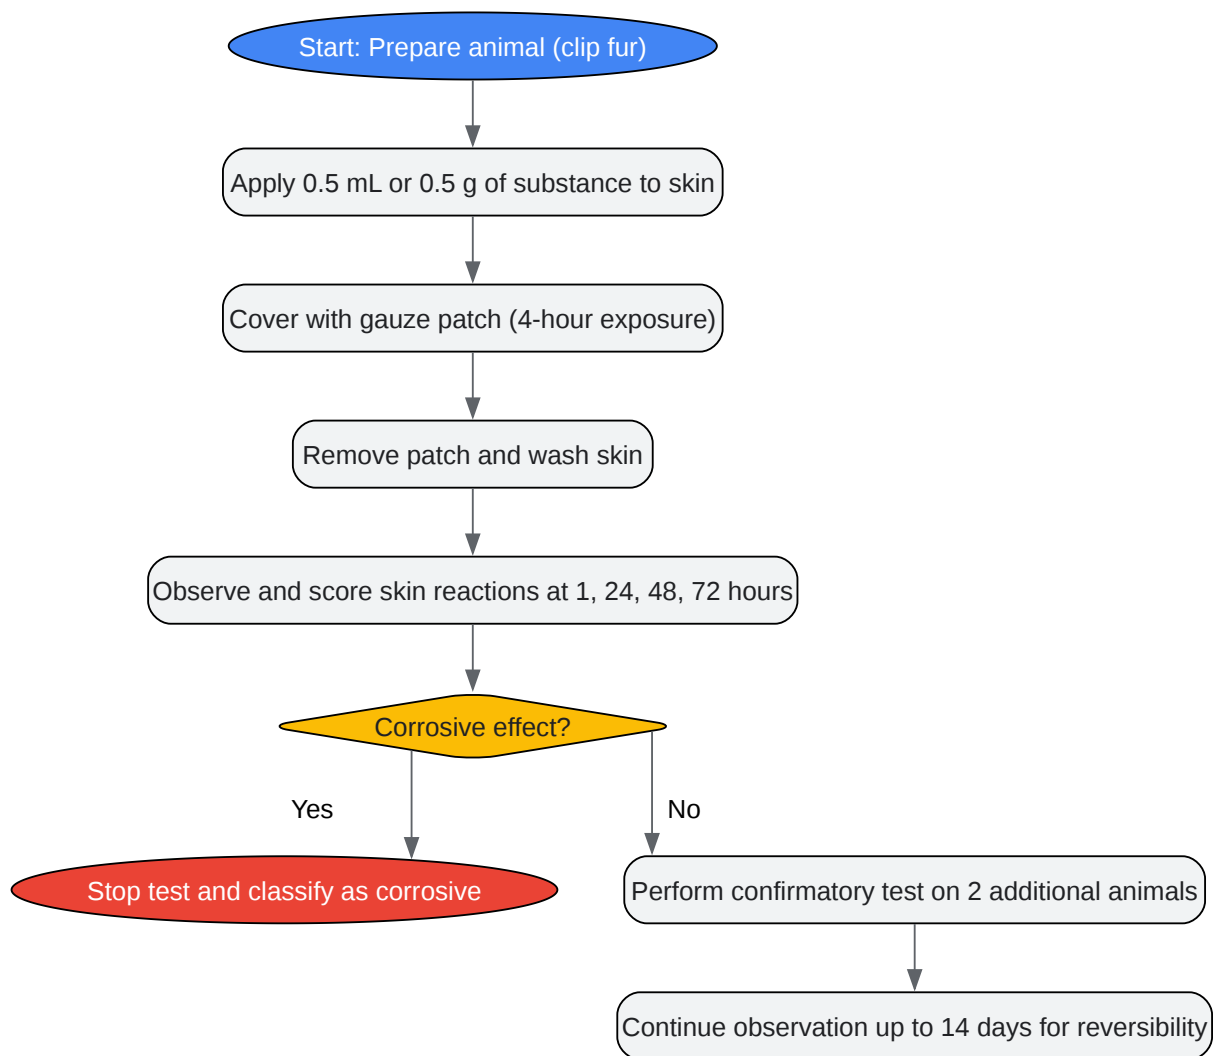 Start: Prepare animal (clip fur)
Apply 0.5 mL or 0.5 g of substance to skin
Cover with gauze patch (4-hour exposure)
Remove patch and wash skin
Observe and score skin reactions at 1, 24, 48, 72 hours
Corrosive effect?
Yes
No
Stop test and classify as corrosive
Perform confirmatory test on 2 additional animals
Continue observation up to 14 days for reversibility